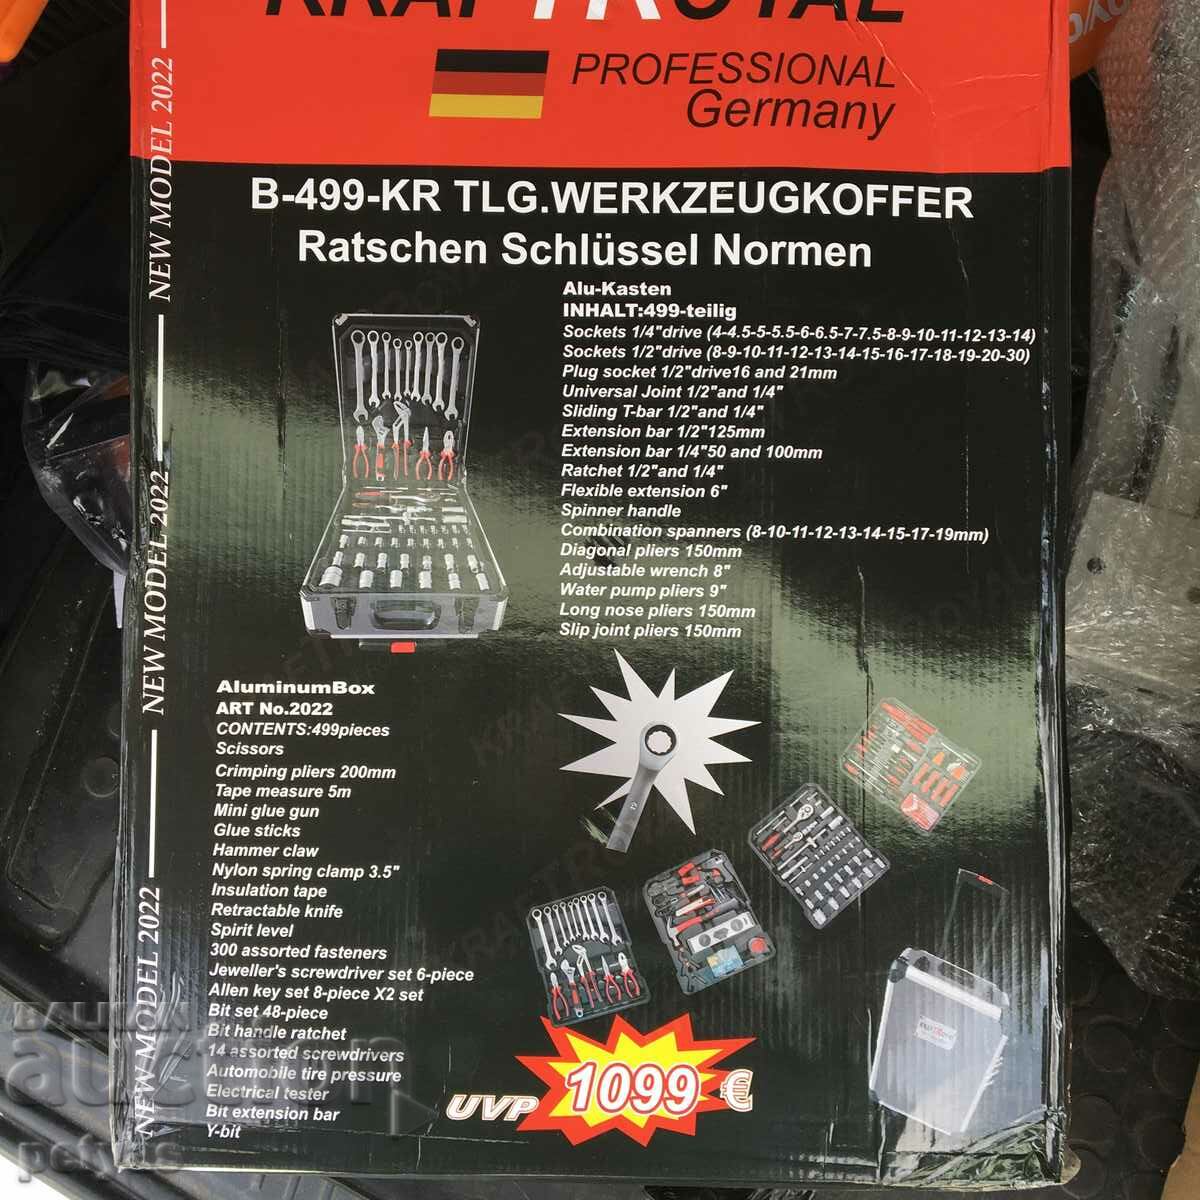 KRAFTROYAL
PROFESSIONAL
Germany
B-499-KR TLG.WERKZEUGKOFFER
Ratschen Schlüssel Normen
Alu-Kasten
INHALT:499-teilig
Sockets 1/4"drive (4-4.5-5-5.5-6-6.5-7-7.5-8-9-10-11-12-13-14)
Sockets 1/2"drive (8-9-10-11-12-13-14-15-16-17-18-19-20-30)
Plug socket 1/2"drive16 and 21mm
Universal Joint 1/2"and 1/4"
Sliding T-bar 1/2"and 1/4"
Extension bar 1/2"125mm
Extension bar 1/4"50 and 100mm
Ratchet 1/2"and 1/4"
Flexible extension 6"
Spinner handle
Combination spanners (8-10-11-12-13-14-15-17-19mm)
Diagonal pliers 150mm
Adjustable wrench 8"
Water pump pliers 9"
Long nose pliers 150mm
Slip joint pliers 150mm
AluminumBox
ART No.2022
CONTENTS:499pieces
Scissors
Crimping pliers 200mm
Tape measure 5m
Mini glue gun
Glue sticks
Hammer claw
Nylon spring clamp 3.5"
Insulation tape
Retractable knife
Spirit level
300 assorted fasteners
Jeweller's screwdriver set 6-piece
Allen key set 8-piece X2 set
Bit set 48-piece
Bit handle ratchet
14 assorted screwdrivers
Automobile tire pressure
Electrical tester
Bit extension bar
Y-bit
UVP 1099 €
NEW MODEL 2022
NEW MODEL 2022
NEW MODEL 2022
NEW MODEL 2022
BALKAN
auction
petyus